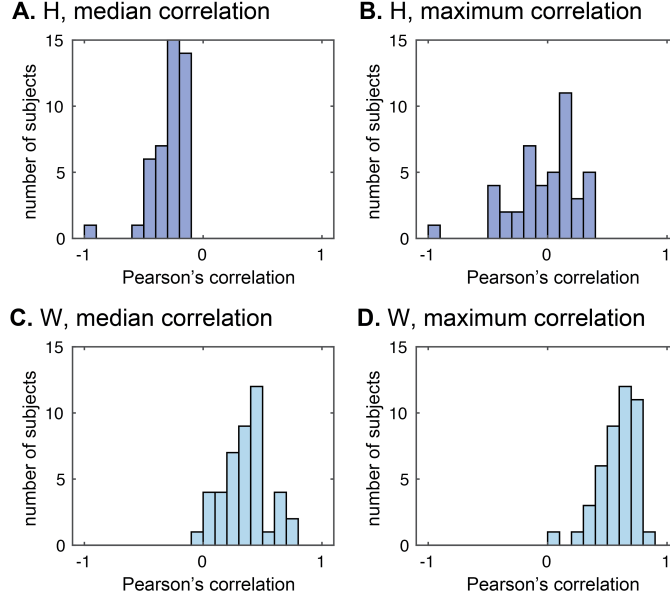 A. H, median correlation
15
10
5
0
number of subjects
-1 0 1
Pearson's correlation
B. H, maximum correlation
15
10
5
0
number of subjects
-1 0 1
Pearson's correlation
C. W, median correlation
15
10
5
0
number of subjects
-1 0 1
Pearson's correlation
D. W, maximum correlation
15
10
5
0
number of subjects
-1 0 1
Pearson's correlation